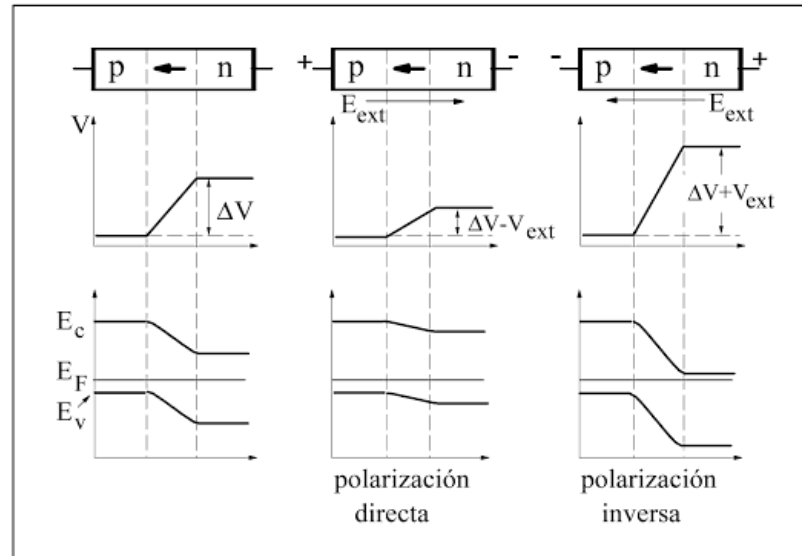 p n
+ p n -
- p n +
E_ext
E_ext
V
ΔV
ΔV-V_ext
ΔV+V_ext
E_c
E_F
E_v
polarización
directa
polarización
inversa